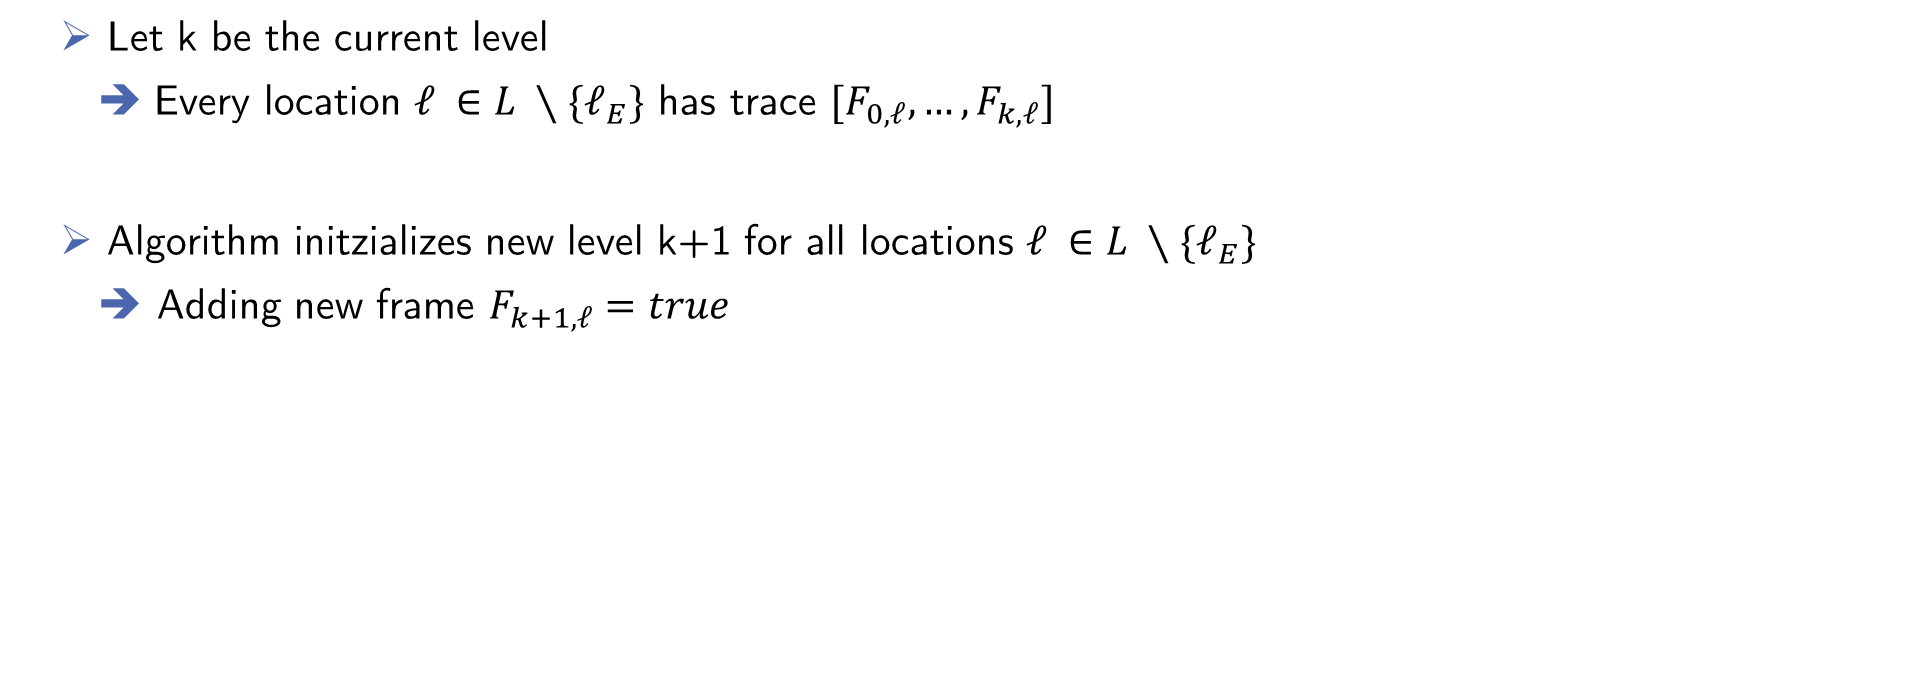 ➢ Let k be the current level
➔ Every location ℓ ∈ L \ {ℓ_E} has trace [F_{0,ℓ}, … , F_{k,ℓ}]
➢ Algorithm initzializes new level k+1 for all locations ℓ ∈ L \ {ℓ_E}
➔ Adding new frame F_{k+1,ℓ} = true